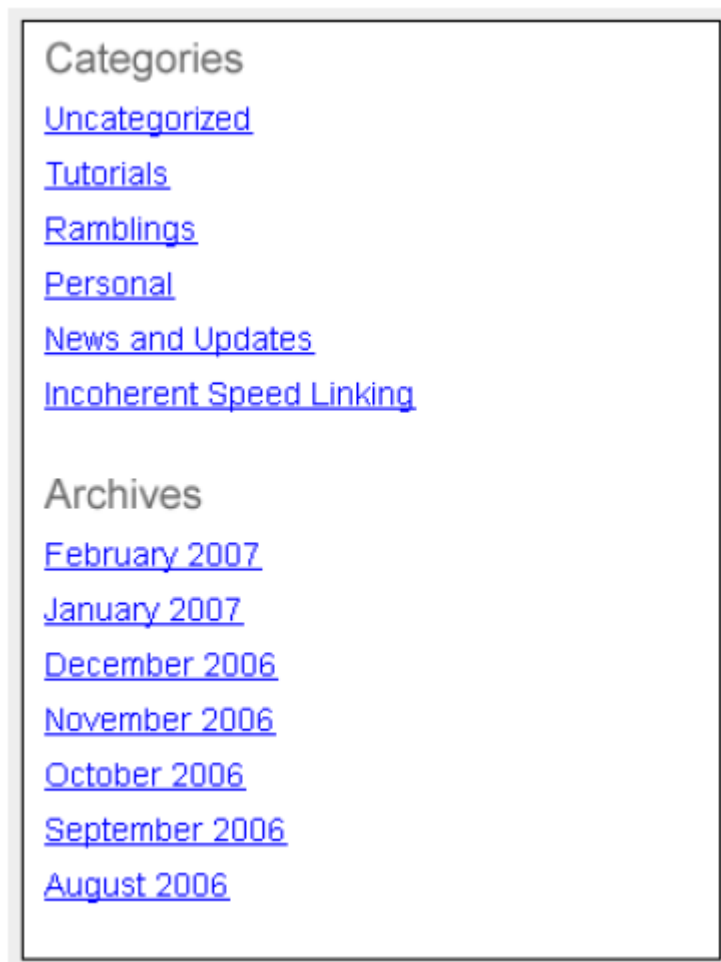 Categories
Uncategorized
Tutorials
Ramblings
Personal
News and Updates
Incoherent Speed Linking
Archives
February 2007
January 2007
December 2006
November 2006
October 2006
September 2006
August 2006